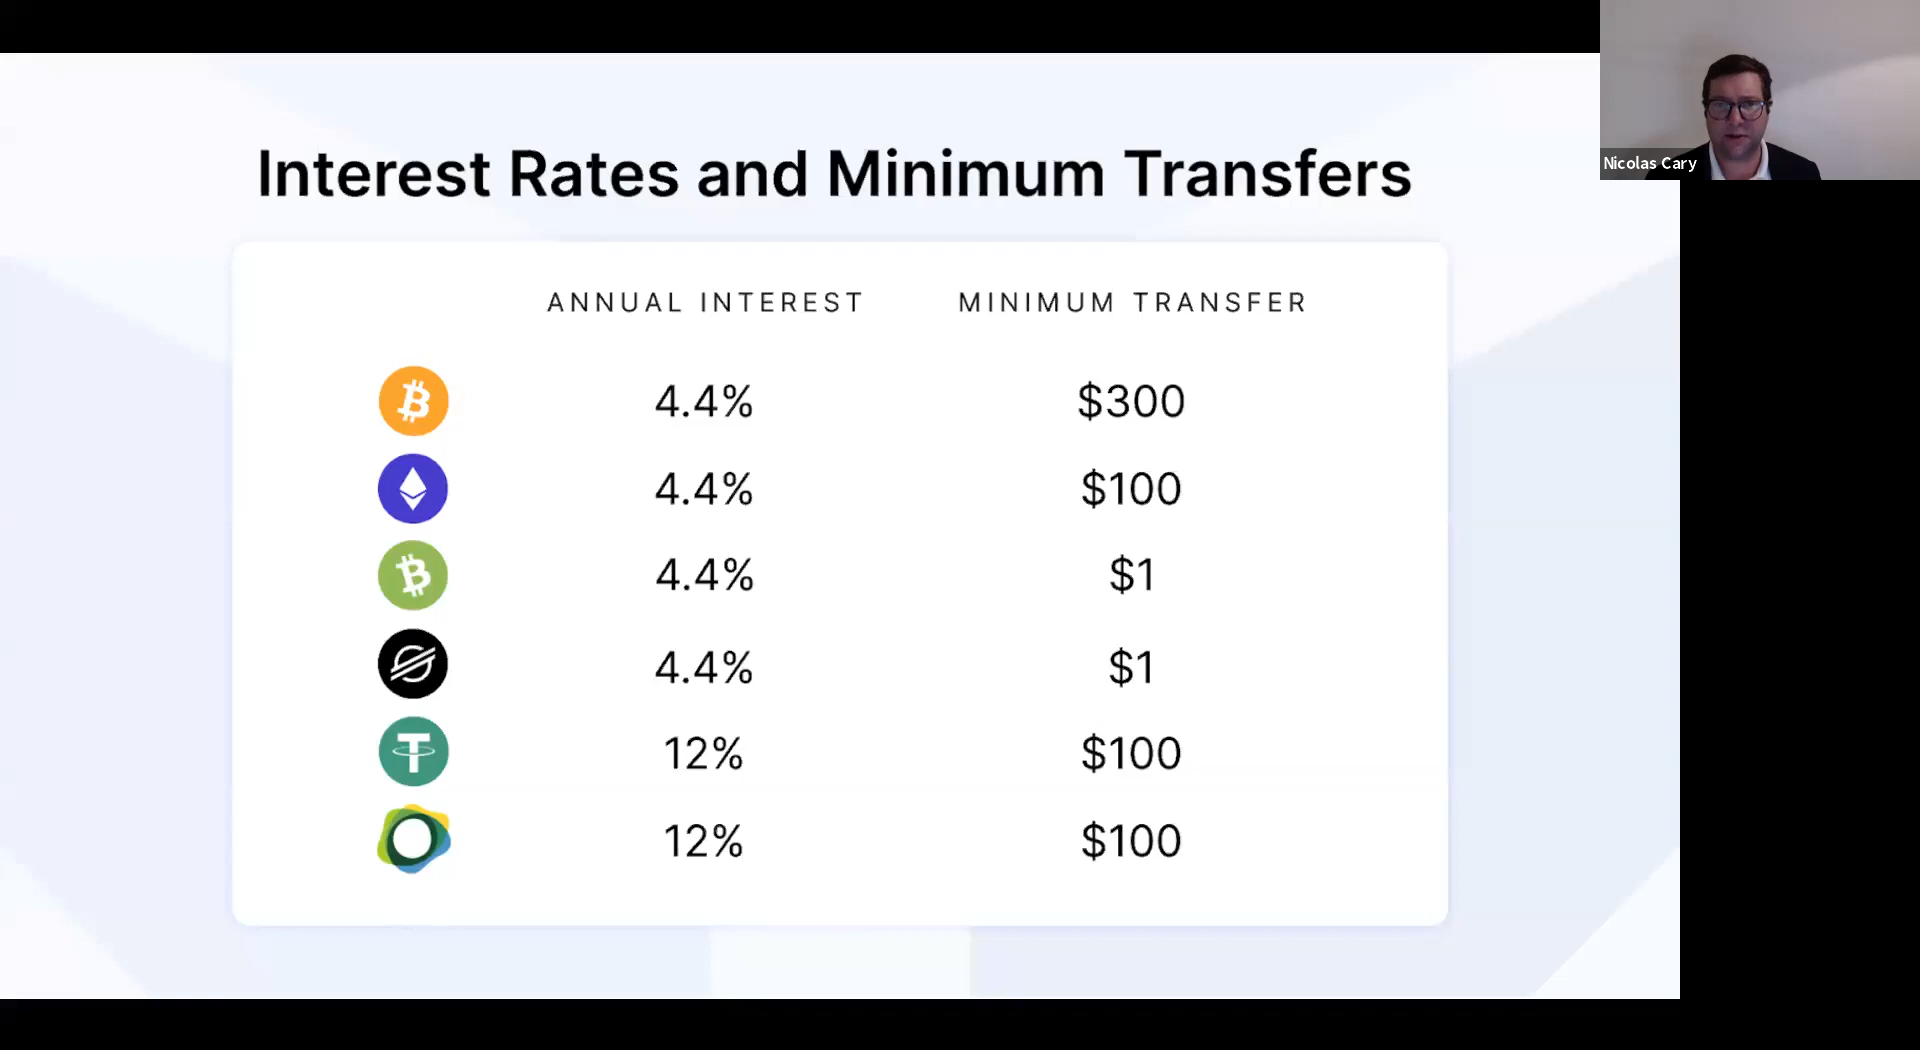 Nicolas Cary
Interest Rates and Minimum Transfers
ANNUAL INTEREST MINIMUM TRANSFER
4.4% $300
4.4% $100
4.4% $1
4.4% $1
12% $100
12% $100